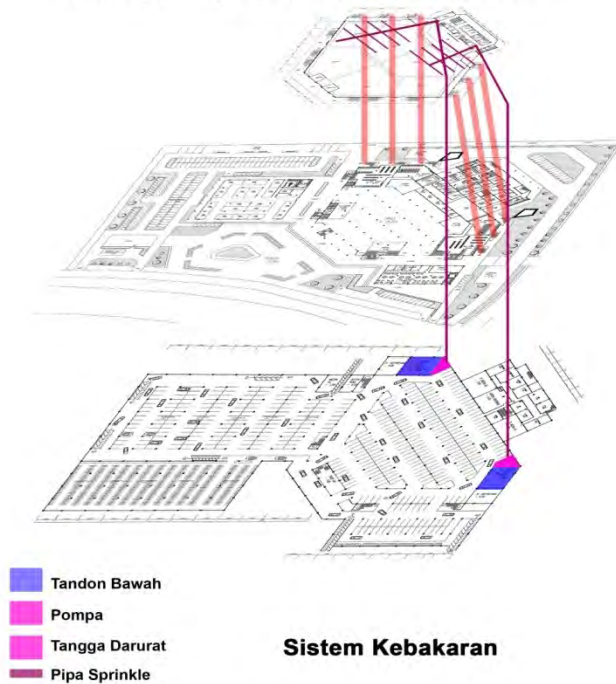 Tandon Bawah
Pompa
Tangga Darurat
Sistem Kebakaran
Pipa Sprinkle